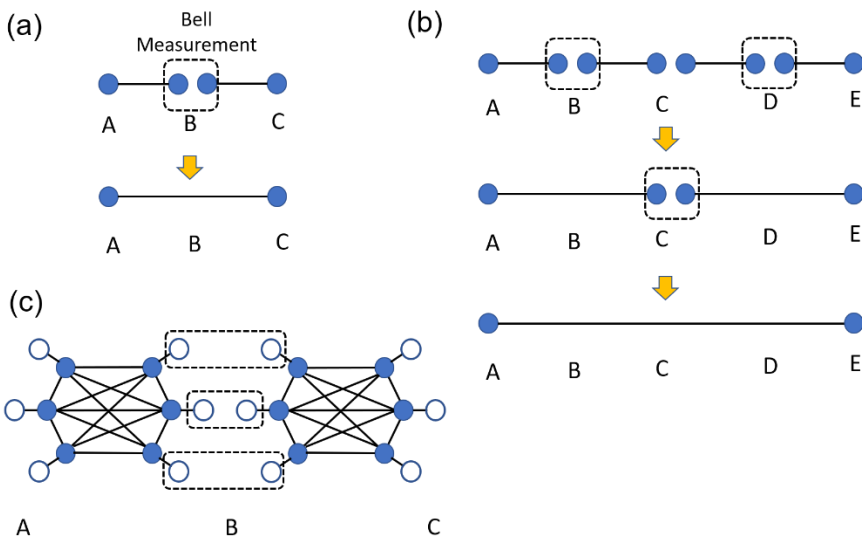 (a)
Bell
Measurement
A B C
A B C
(b)
A B C D E
A B C D E
A B C D E
(c)
A B C